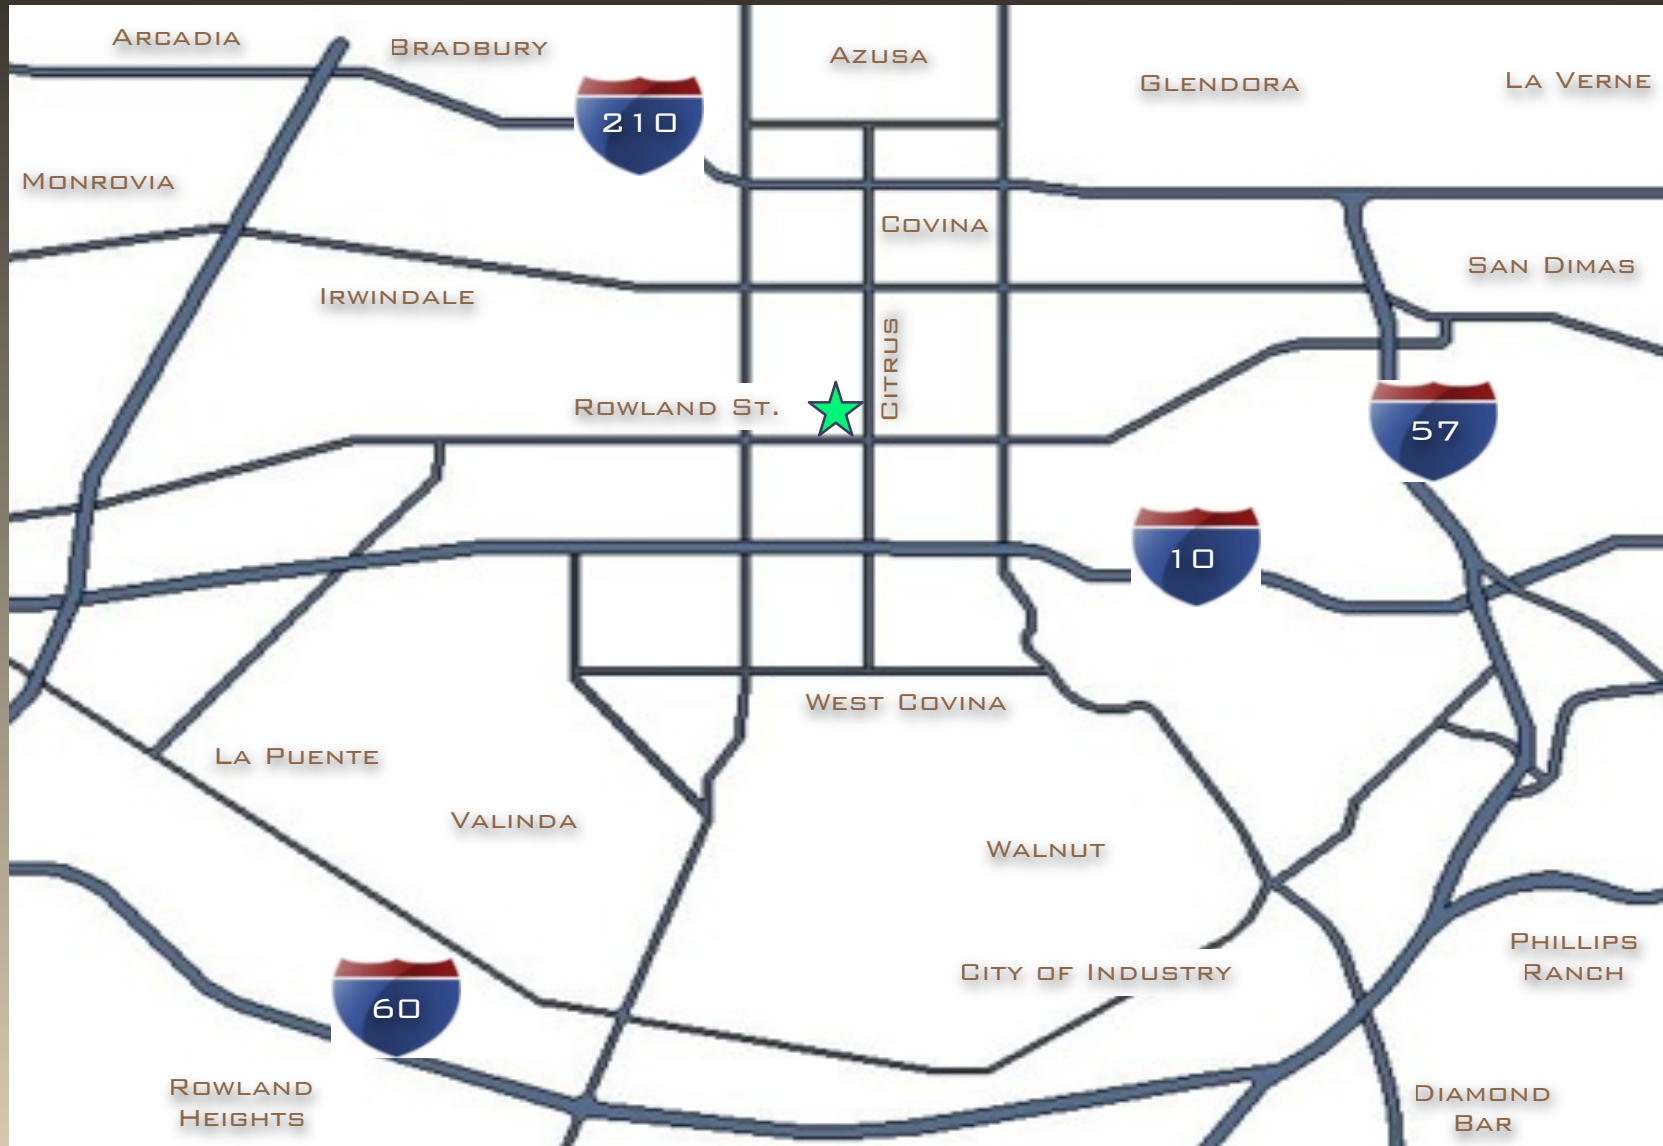 ARCADIA
BRADBURY
AZUSA
GLENDORA
LA VERNE
210
MONROVIA
COVINA
SAN DIMAS
IRWINDALE
CITRUS
ROWLAND ST.
57
10
WEST COVINA
LA PUENTE
VALINDA
WALNUT
PHILLIPS
RANCH
CITY OF INDUSTRY
60
ROWLAND
HEIGHTS
DIAMOND
BAR